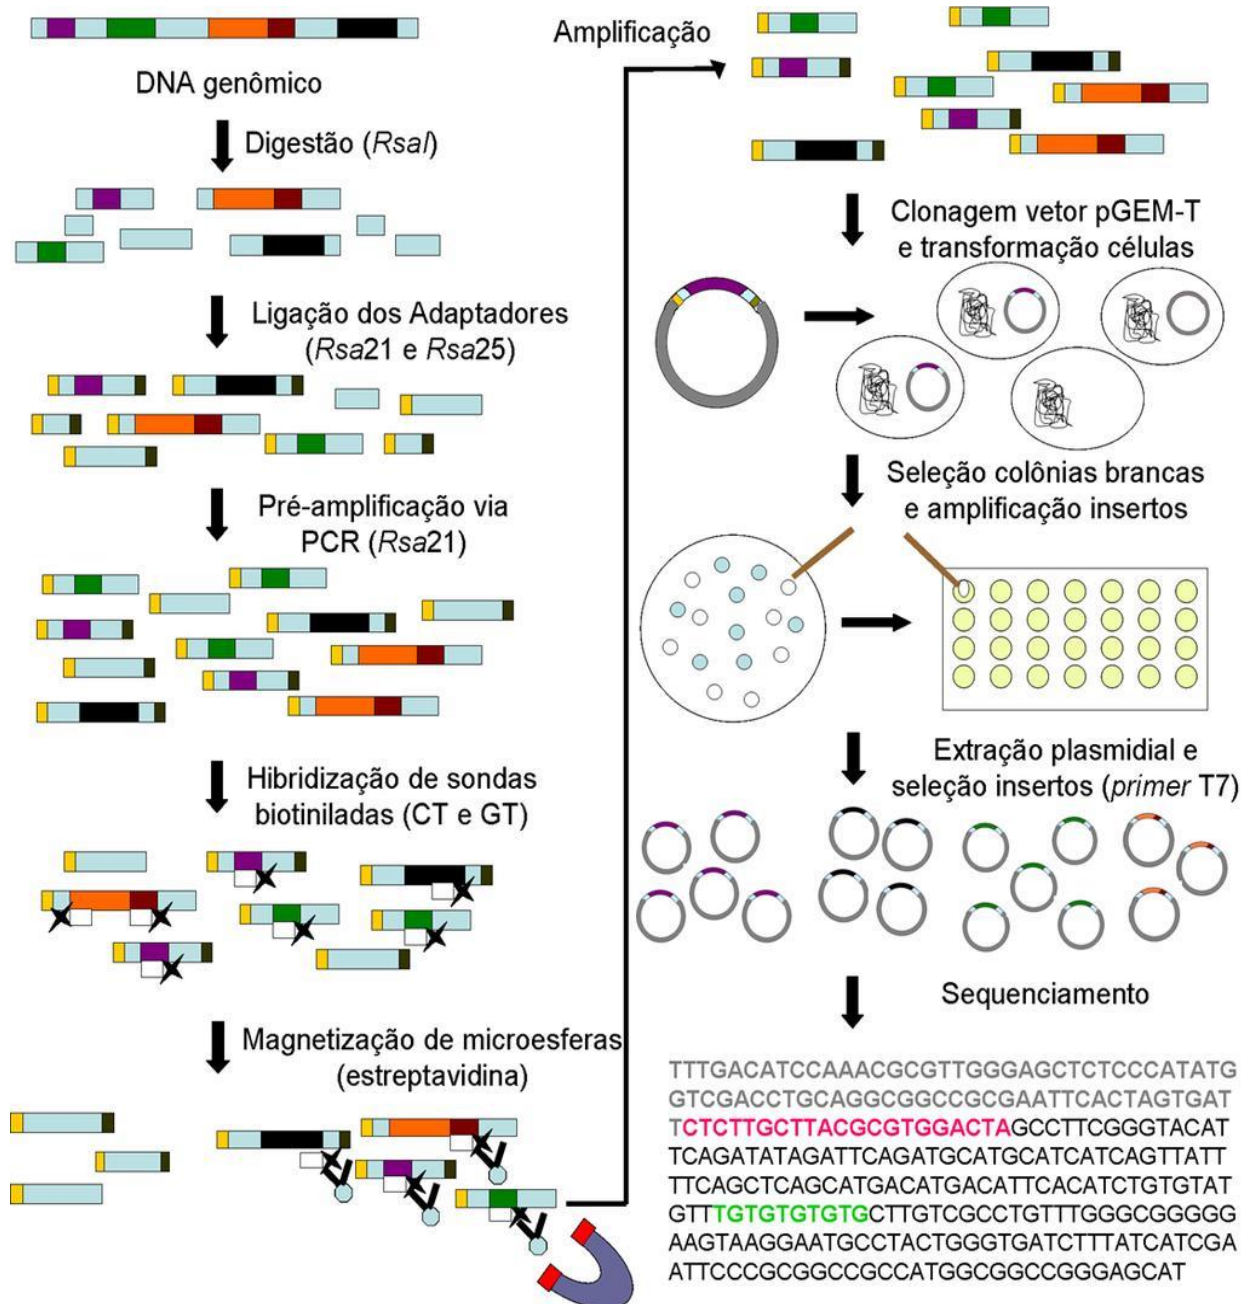 DNA genômico
Digestão (RsaI)
Ligação dos Adaptadores
(Rsa21 e Rsa25)
Pré-amplificação via
PCR (Rsa21)
Hibridização de sondas
biotiniladas (CT e GT)
Magnetização de microesferas
(estreptavidina)
Amplificação
Clonagem vetor pGEM-T
e transformação células
Seleção colônias brancas
e amplificação insertos
Extração plasmidial e
seleção insertos (primer T7)
Sequenciamento
TTTGACATCCAAACGCGTTGGGAGCTCTCCCATATG
GTCGACCTGCAGGCGGCCGCGAATTCACTAGTGATT
TCTCTTGCTTACGCGTGGACTAGCCTTCGGGTACAT
TCAGATATAGATTCAGATGCATGCATCATCAGTTATT
TTCAGCTCAGCATGACATGACATTCACATCTGTGTAT
GTTTGTGTGTGTGCTTGTCGCCTGTTTGGGCGGGGG
AAGTAAGGAATGCCTACTGGGTGATCTTTATCATCGA
ATTCCCGCGGCCGCCATGGCGGCCGGGAGCAT